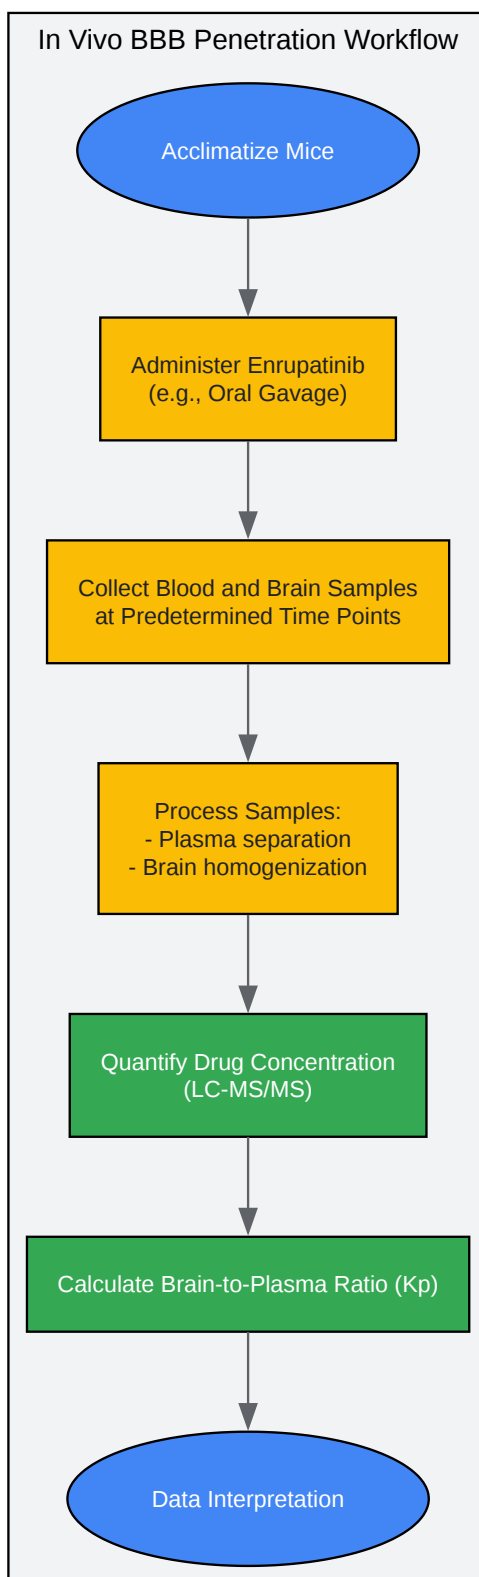 In Vivo BBB Penetration Workflow
Acclimatize Mice
Administer Enrupatinib
(e.g., Oral Gavage)
Collect Blood and Brain Samples
at Predetermined Time Points
Process Samples:
- Plasma separation
- Brain homogenization
Quantify Drug Concentration
(LC-MS/MS)
Calculate Brain-to-Plasma Ratio (Kp)
Data Interpretation